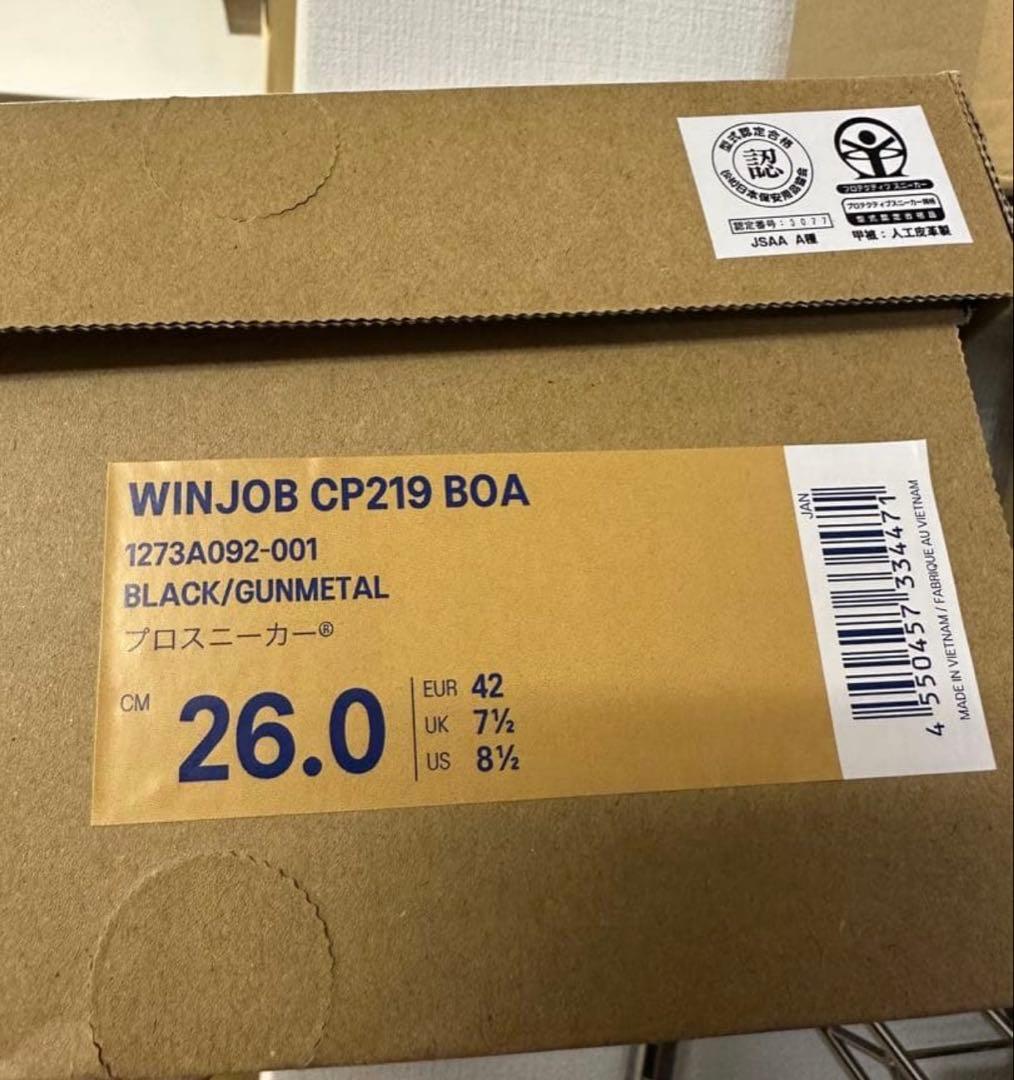 型式認定合格
認
(公社)日本保安用品協会
認定番号:3077
JSAA A種
プロテクティブ スニーカー
プロテクティブスニーカー規格
型式認定合格品
甲被:人工皮革製
WINJOB CP219 BOA
1273A092-001
BLACK/GUNMETAL
プロスニーカー®
CM 26.0
EUR 42
UK 7½
US 8½
JAN
4 550457 334471
MADE IN VIETNAM / FABRIQUE AU VIETNAM